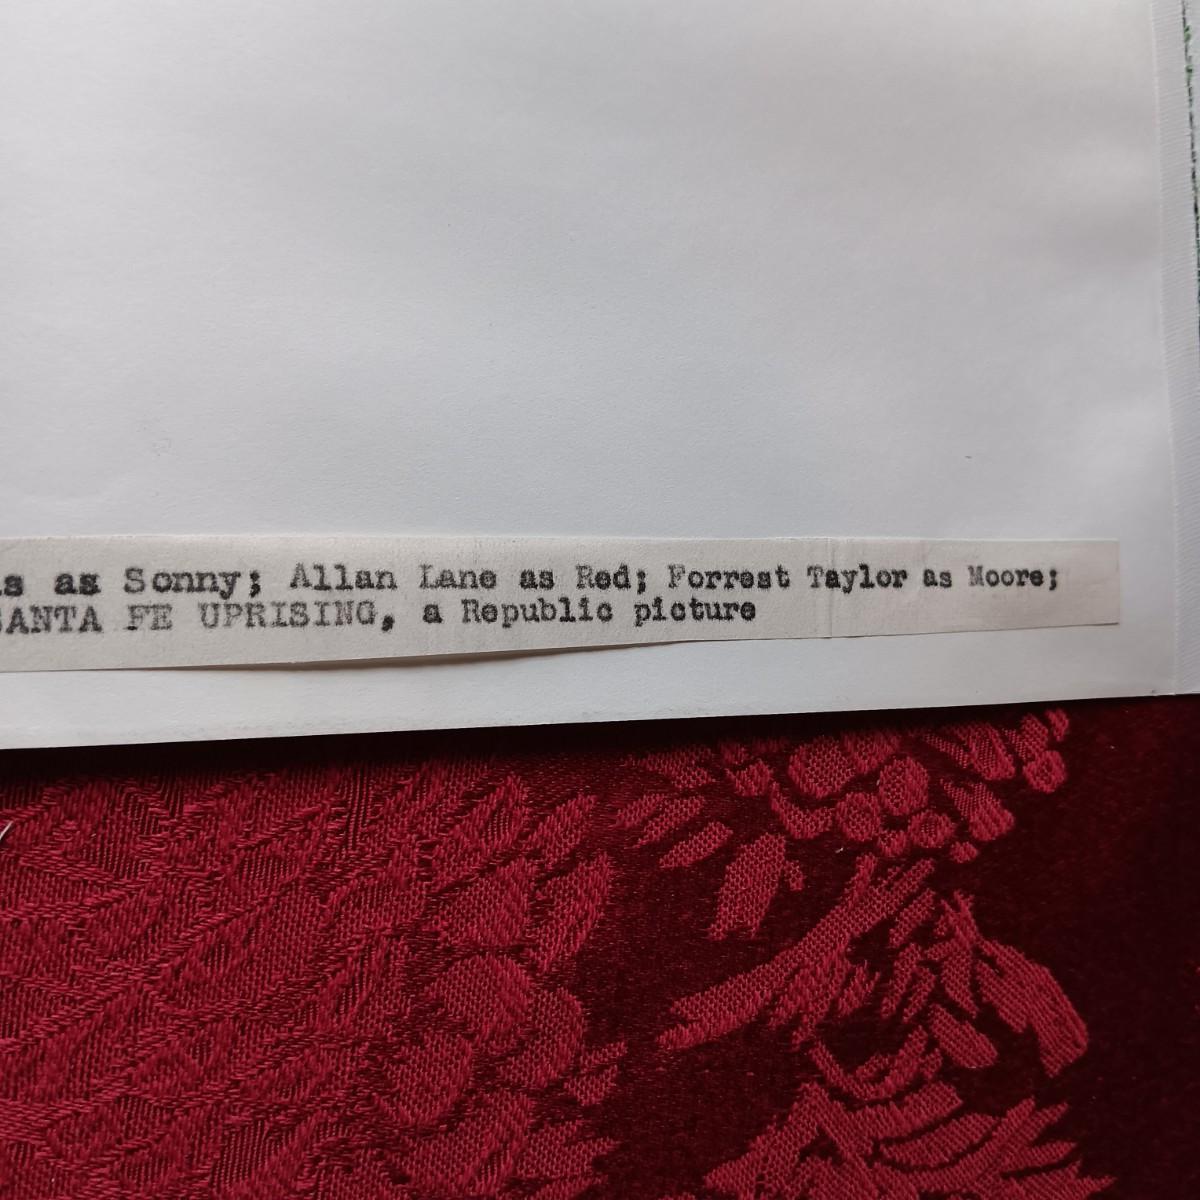 as Sonny; Allan Lane as Red; Forrest Taylor as Moore;
SANTA FE UPRISING, a Republic picture